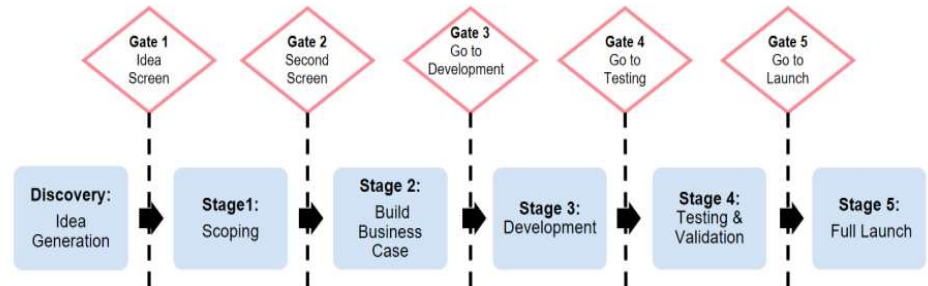 Gate 1
Idea
Screen
Gate 2
Second
Screen
Gate 3
Go to
Development
Gate 4
Go to
Testing
Gate 5
Go to
Launch
Discovery:
Idea
Generation
Stage1:
Scoping
Stage 2:
Build
Business
Case
Stage 3:
Development
Stage 4:
Testing &
Validation
Stage 5:
Full Launch